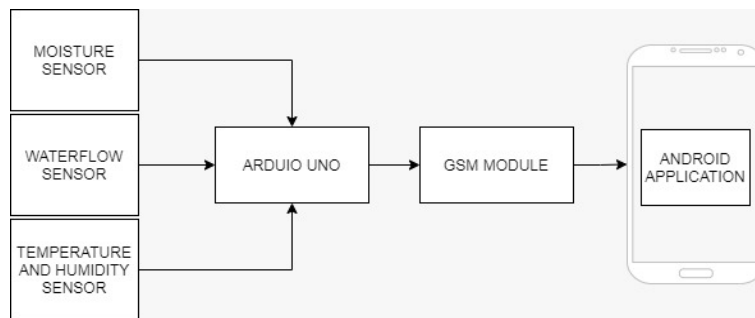 MOISTURE
SENSOR
WATERFLOW
SENSOR
TEMPERATURE
AND HUMIDITY
SENSOR
ARDUIO UNO
GSM MODULE
ANDROID
APPLICATION